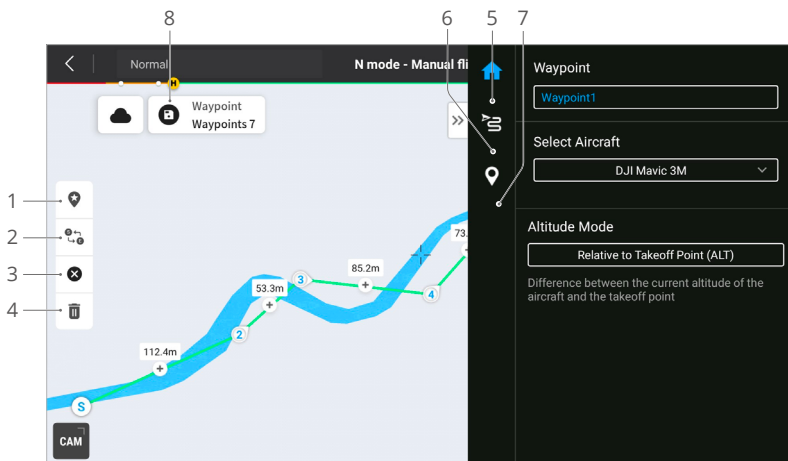 8
6
5
7
Normal
N mode - Manual fli
H
Waypoint
Waypoints 7
Waypoint
Waypoint1
Select Aircraft
DJI Mavic 3M
Altitude Mode
Relative to Takeoff Point (ALT)
Difference between the current altitude of the
aircraft and the takeoff point
1
2
3
4
S
E
73.
85.2m
3
53.3m
4
2
112.4m
S
CAM